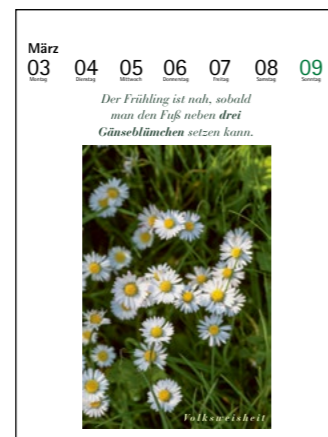 März
03 04 05 06 07 08 09
Montag Dienstag Mittwoch Donnerstag Freitag Samstag Sonntag
Der Frühling ist nah, sobald
man den Fuß neben drei
Gänseblümchen setzen kann.
Volksweisheit